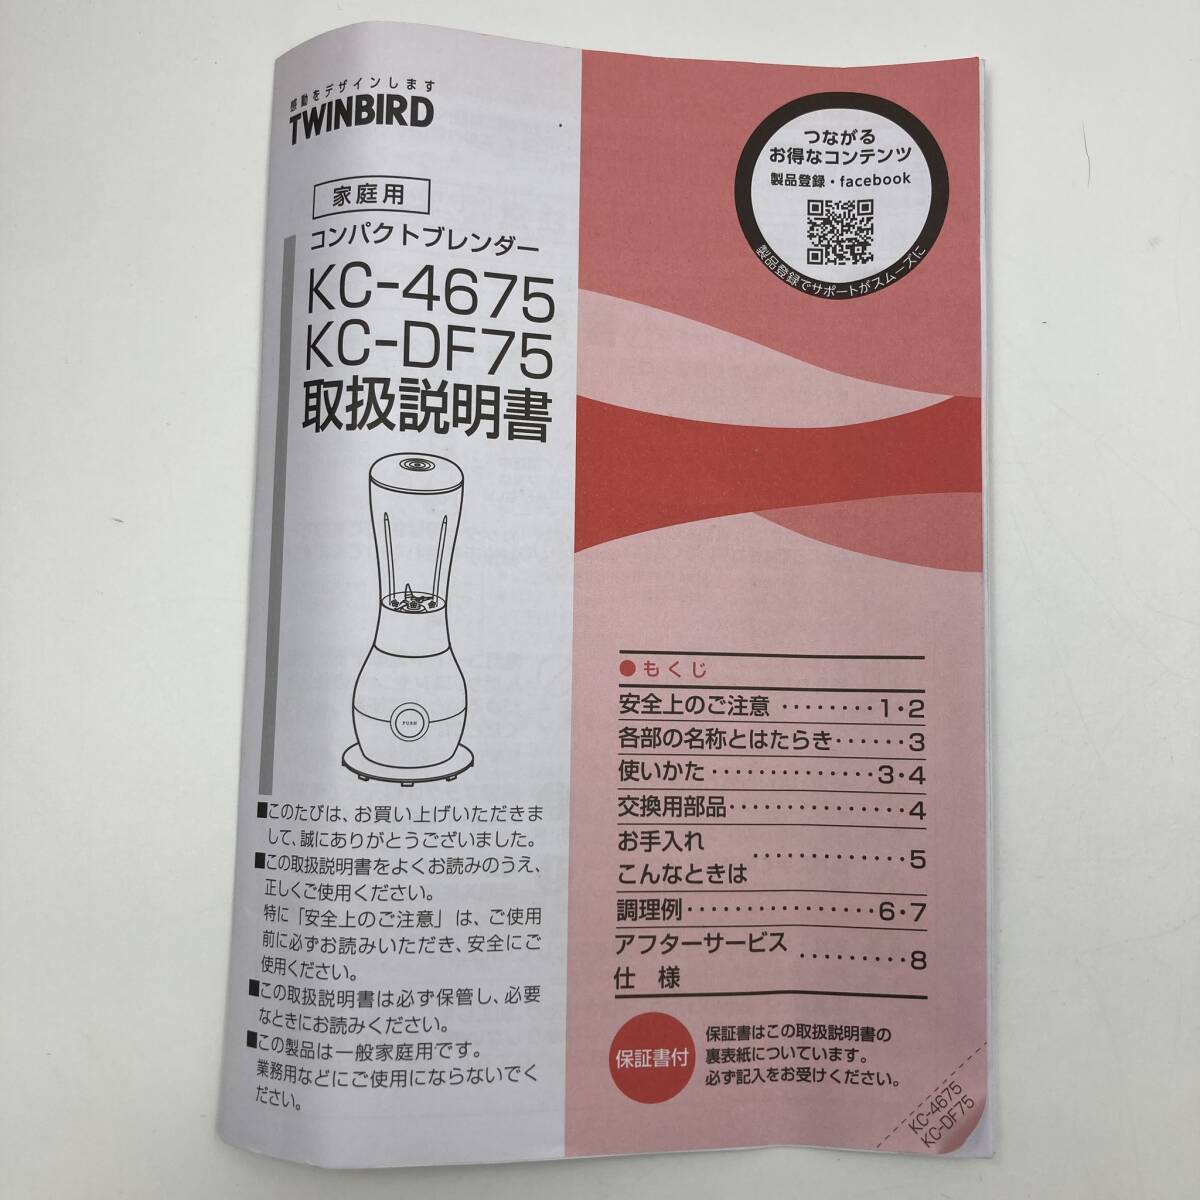 感動をデザインします
TWINBIRD
家庭用
コンパクトブレンダー
KC-4675
KC-DF75
取扱説明書
PUSH
■このたびは、お買い上げいただきま
して、誠にありがとうございました。
■この取扱説明書をよくお読みのうえ、
正しくご使用ください。
特に「安全上のご注意」は、ご使用
前に必ずお読みいただき、安全にご
使用ください。
■この取扱説明書は必ず保管し、必要
なときにお読みください。
■この製品は一般家庭用です。
業務用などにご使用にならないでく
ださい。
つながる
お得なコンテンツ
製品登録・facebook
製品登録でサポートがスムーズに
●もくじ
安全上のご注意 ········1・2
各部の名称とはたらき······3
使いかた··············3・4
交換用部品··············4
お手入れ
こんなときは ·············5
調理例················6・7
アフターサービス
仕 様 ·········8
保証書付
保証書はこの取扱説明書の
裏表紙についています。
必ず記入をお受けください。
KC-4675
KC-DF75